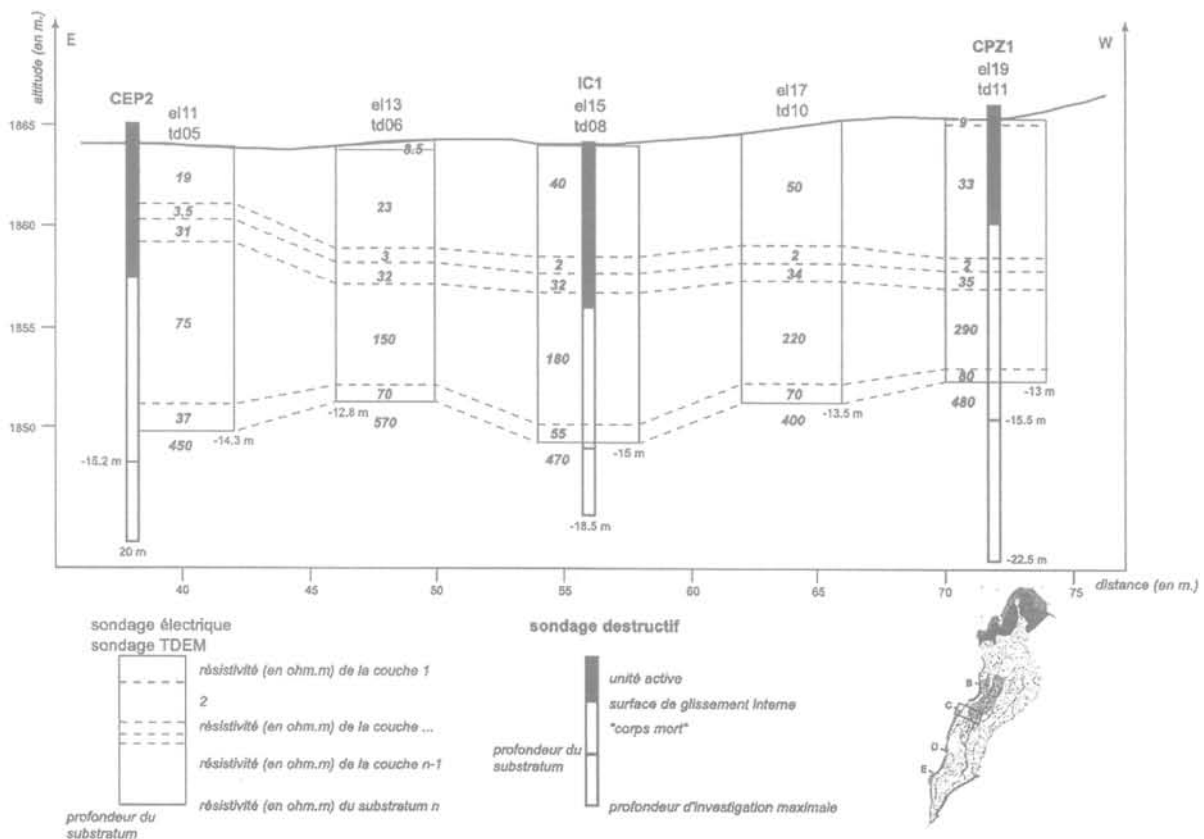 altitude (en m.)
E
W
CEP2
el11
td05
el13
td06
IC1
el15
td08
el17
td10
CPZ1
el19
td11
1865
1860
1855
1850
19
3.5
31
75
37
450
-14.3 m
-15.2 m
20 m
8.5
23
3
32
150
70
570
-12.8 m
40
2
32
180
55
470
-15 m
-18.5 m
50
2
34
220
70
400
-13.5 m
9
33
2
35
290
80
480
-13 m
-15.5 m
-22.5 m
40
45
50
55
60
65
70
75
distance (en m.)
sondage électrique
sondage TDEM
résistivité (en ohm.m) de la couche 1
2
résistivité (en ohm.m) de la couche ...
résistivité (en ohm.m) de la couche n-1
résistivité (en ohm.m) du substratum n
profondeur du
substratum
sondage destructif
unité active
surface de glissement interne
"corps mort"
profondeur du
substratum
profondeur d'investigation maximale
B
C
D
E